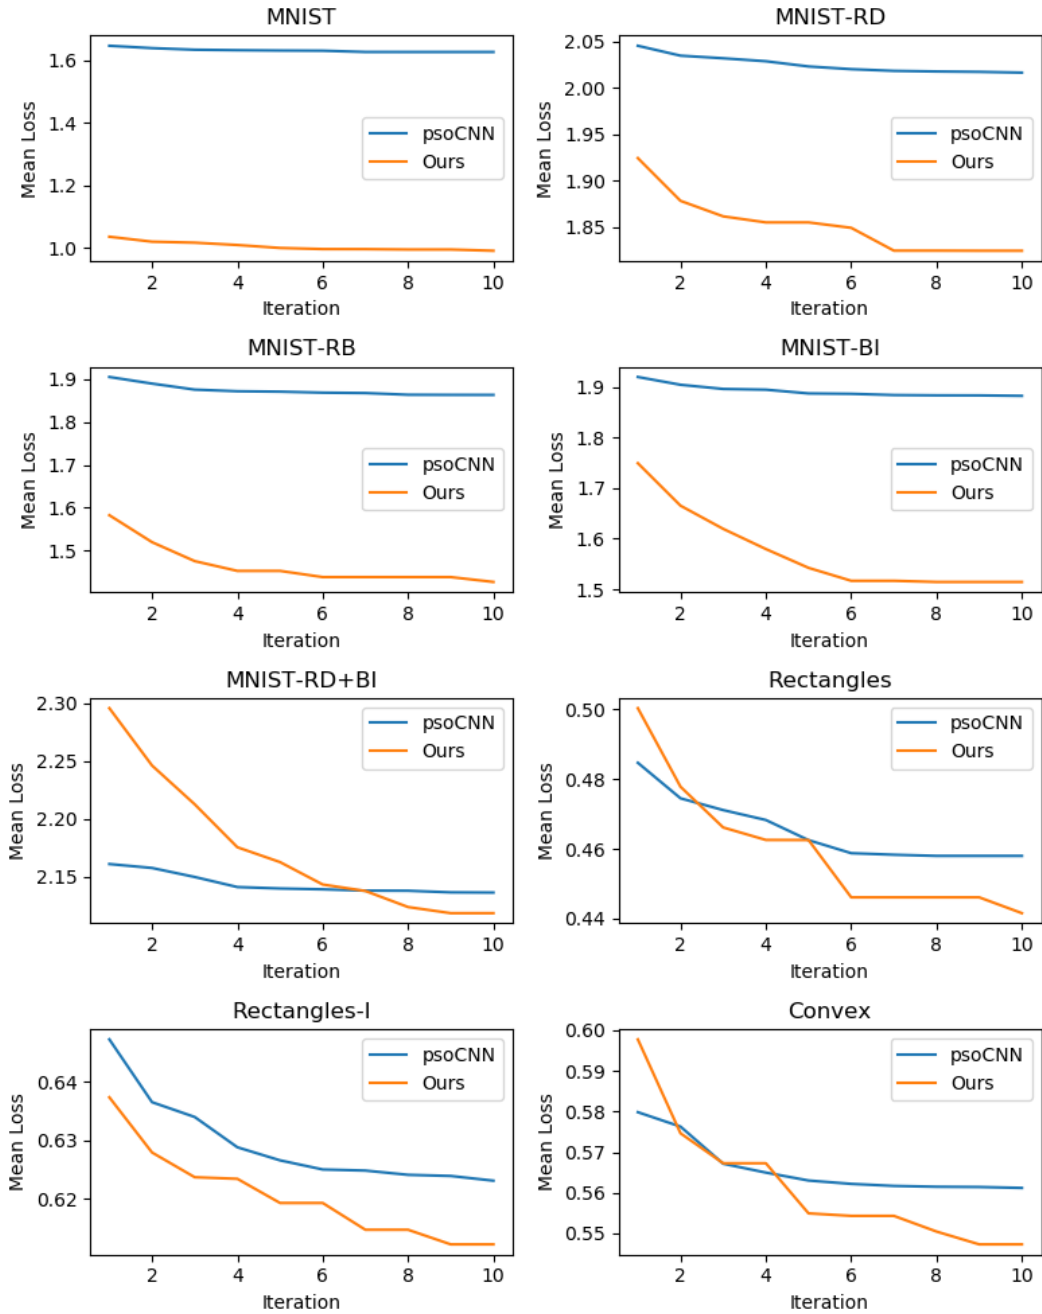 MNIST
Mean Loss
1.6
1.4
1.2
1.0
psoCNN
Ours
2 4 6 8 10
Iteration
MNIST-RD
Mean Loss
2.05
2.00
1.95
1.90
1.85
psoCNN
Ours
2 4 6 8 10
Iteration
MNIST-RB
Mean Loss
1.9
1.8
1.7
1.6
1.5
psoCNN
Ours
2 4 6 8 10
Iteration
MNIST-BI
Mean Loss
1.9
1.8
1.7
1.6
1.5
psoCNN
Ours
2 4 6 8 10
Iteration
MNIST-RD+BI
Mean Loss
2.30
2.25
2.20
2.15
psoCNN
Ours
2 4 6 8 10
Iteration
Rectangles
Mean Loss
0.50
0.48
0.46
0.44
psoCNN
Ours
2 4 6 8 10
Iteration
Rectangles-I
Mean Loss
0.64
0.63
0.62
psoCNN
Ours
2 4 6 8 10
Iteration
Convex
Mean Loss
0.60
0.59
0.58
0.57
0.56
0.55
psoCNN
Ours
2 4 6 8 10
Iteration